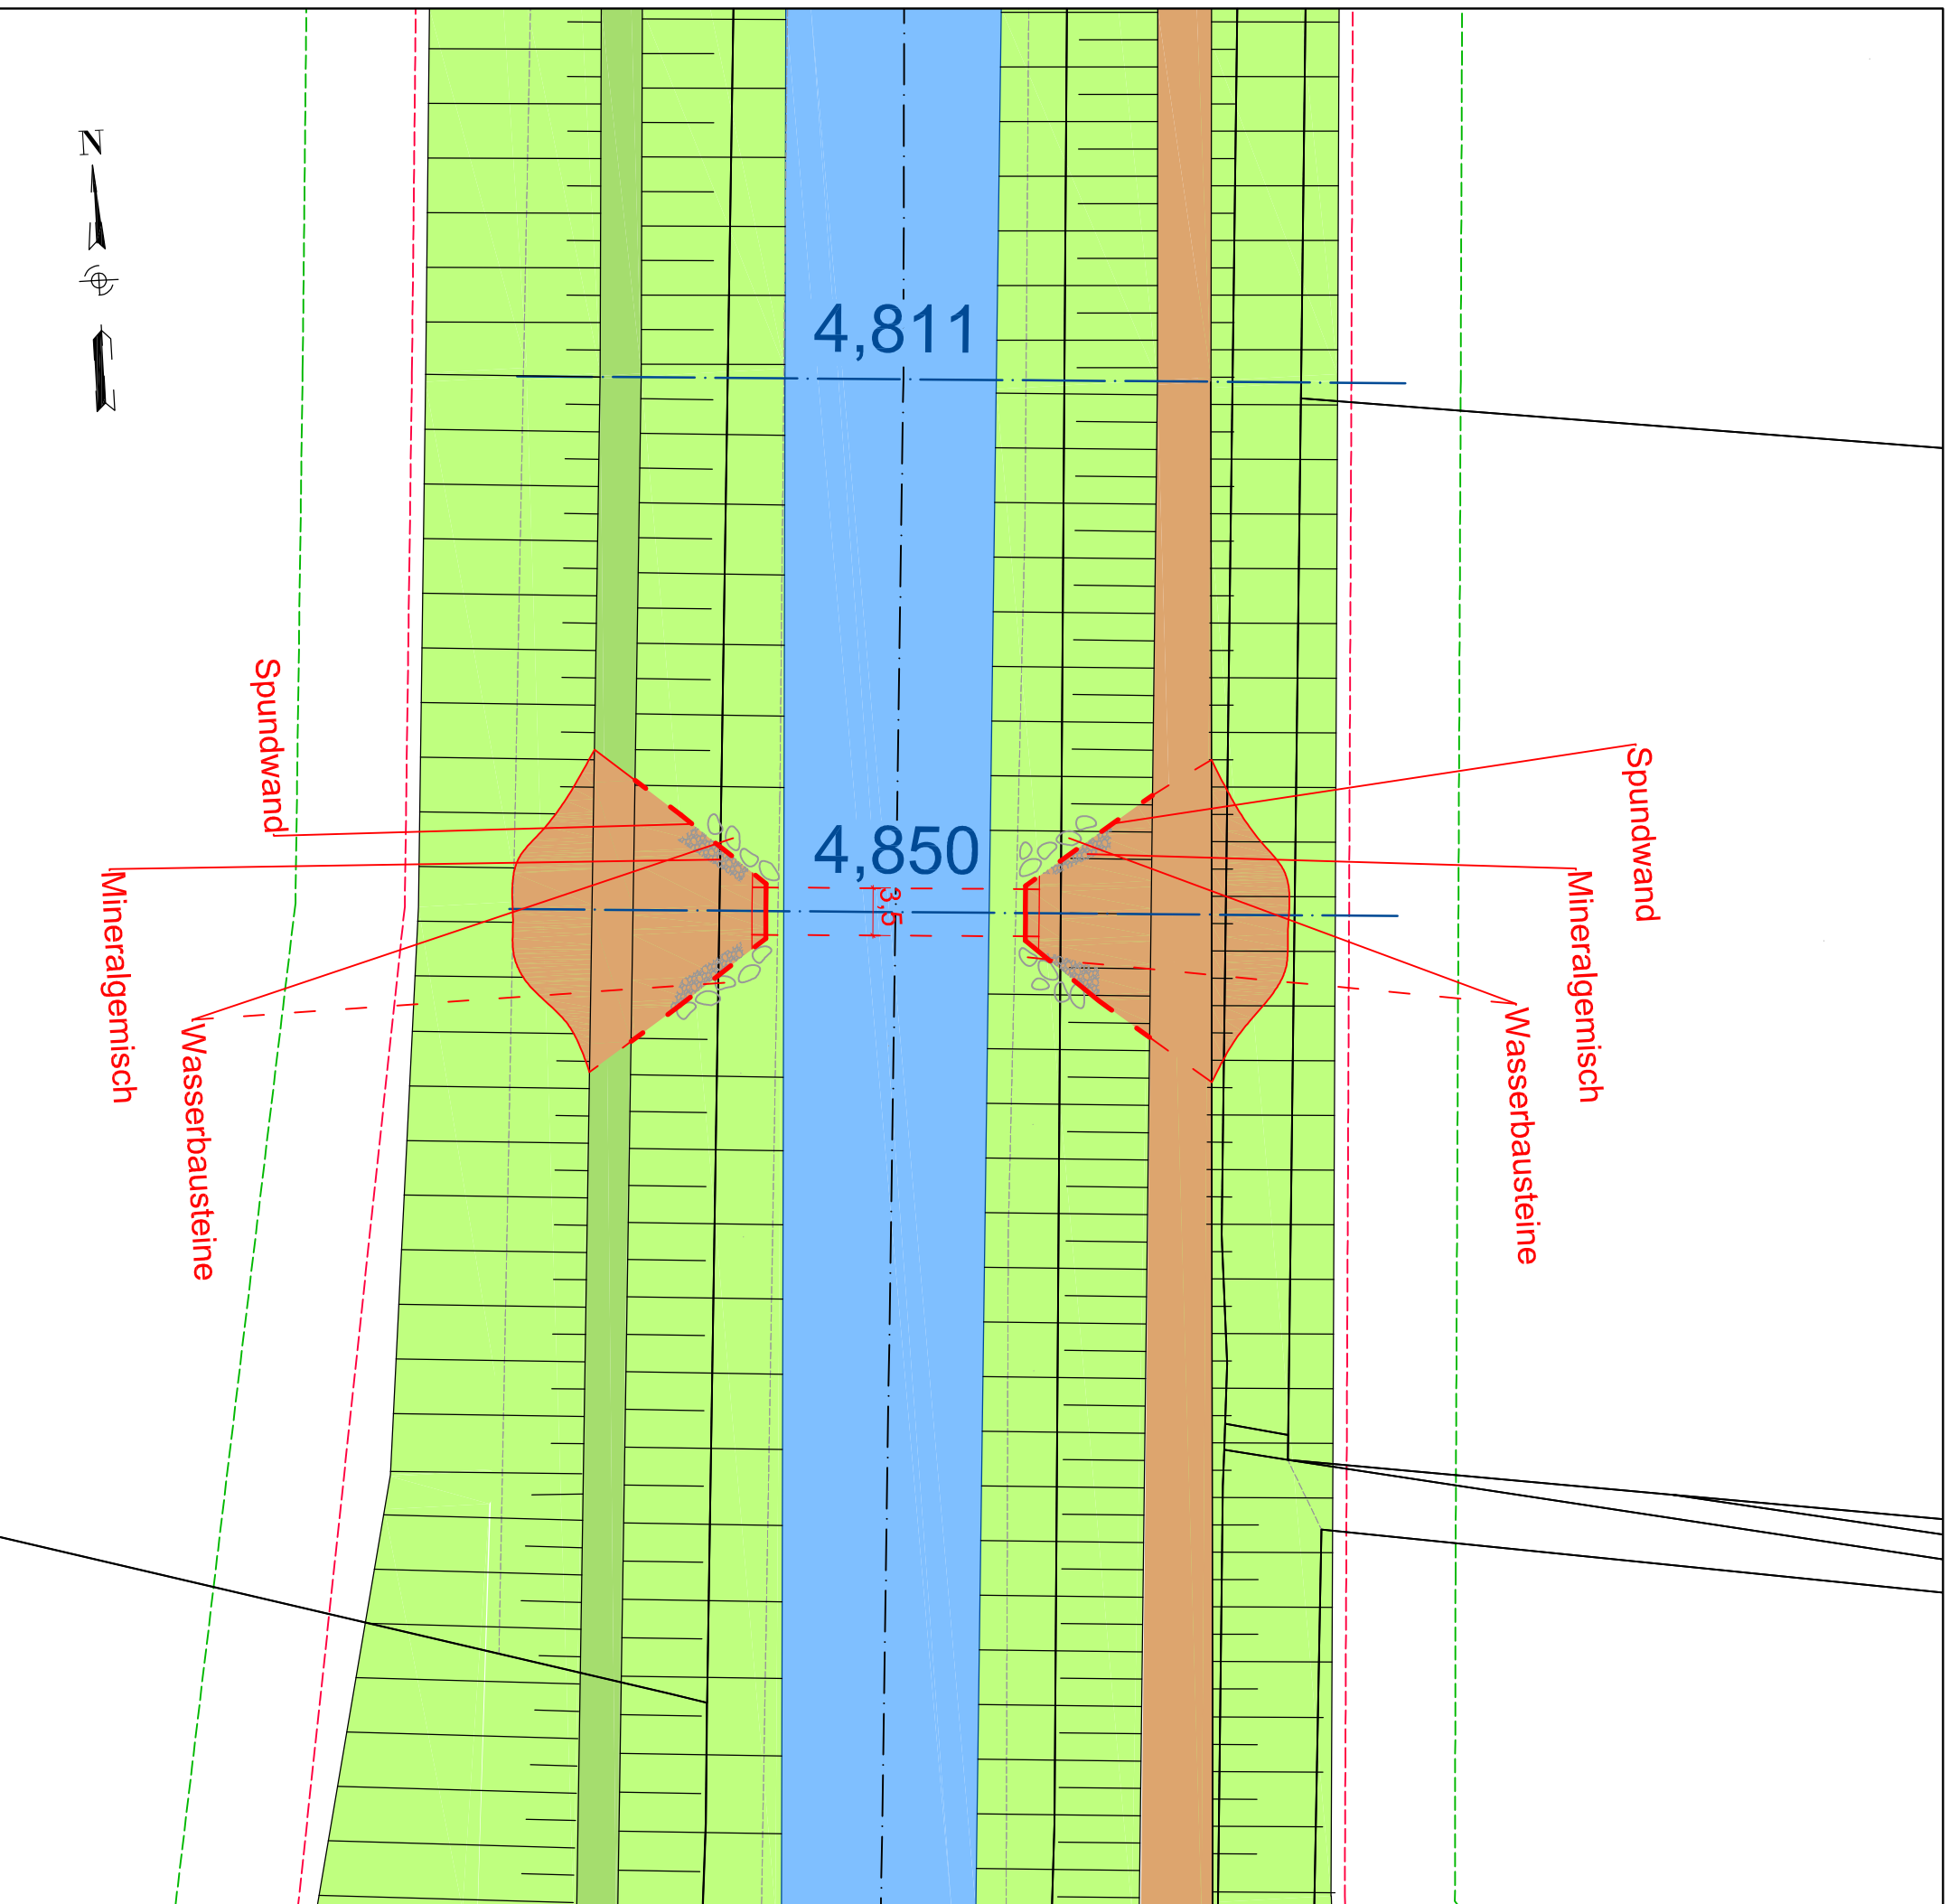 N
4,811
Spundwand
Spundwand
4,850
3,5
Mineralgemisch
Mineralgemisch
Wasserbausteine
Wasserbausteine